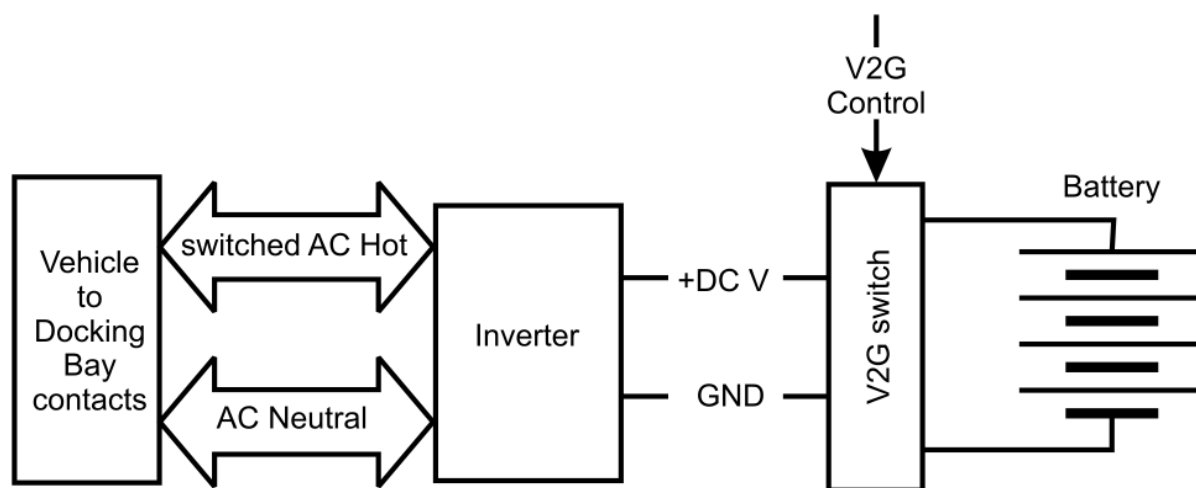 V2G
Control
Battery
Vehicle
to
Docking
Bay
contacts
switched AC Hot
AC Neutral
Inverter
+DC V
GND
V2G switch